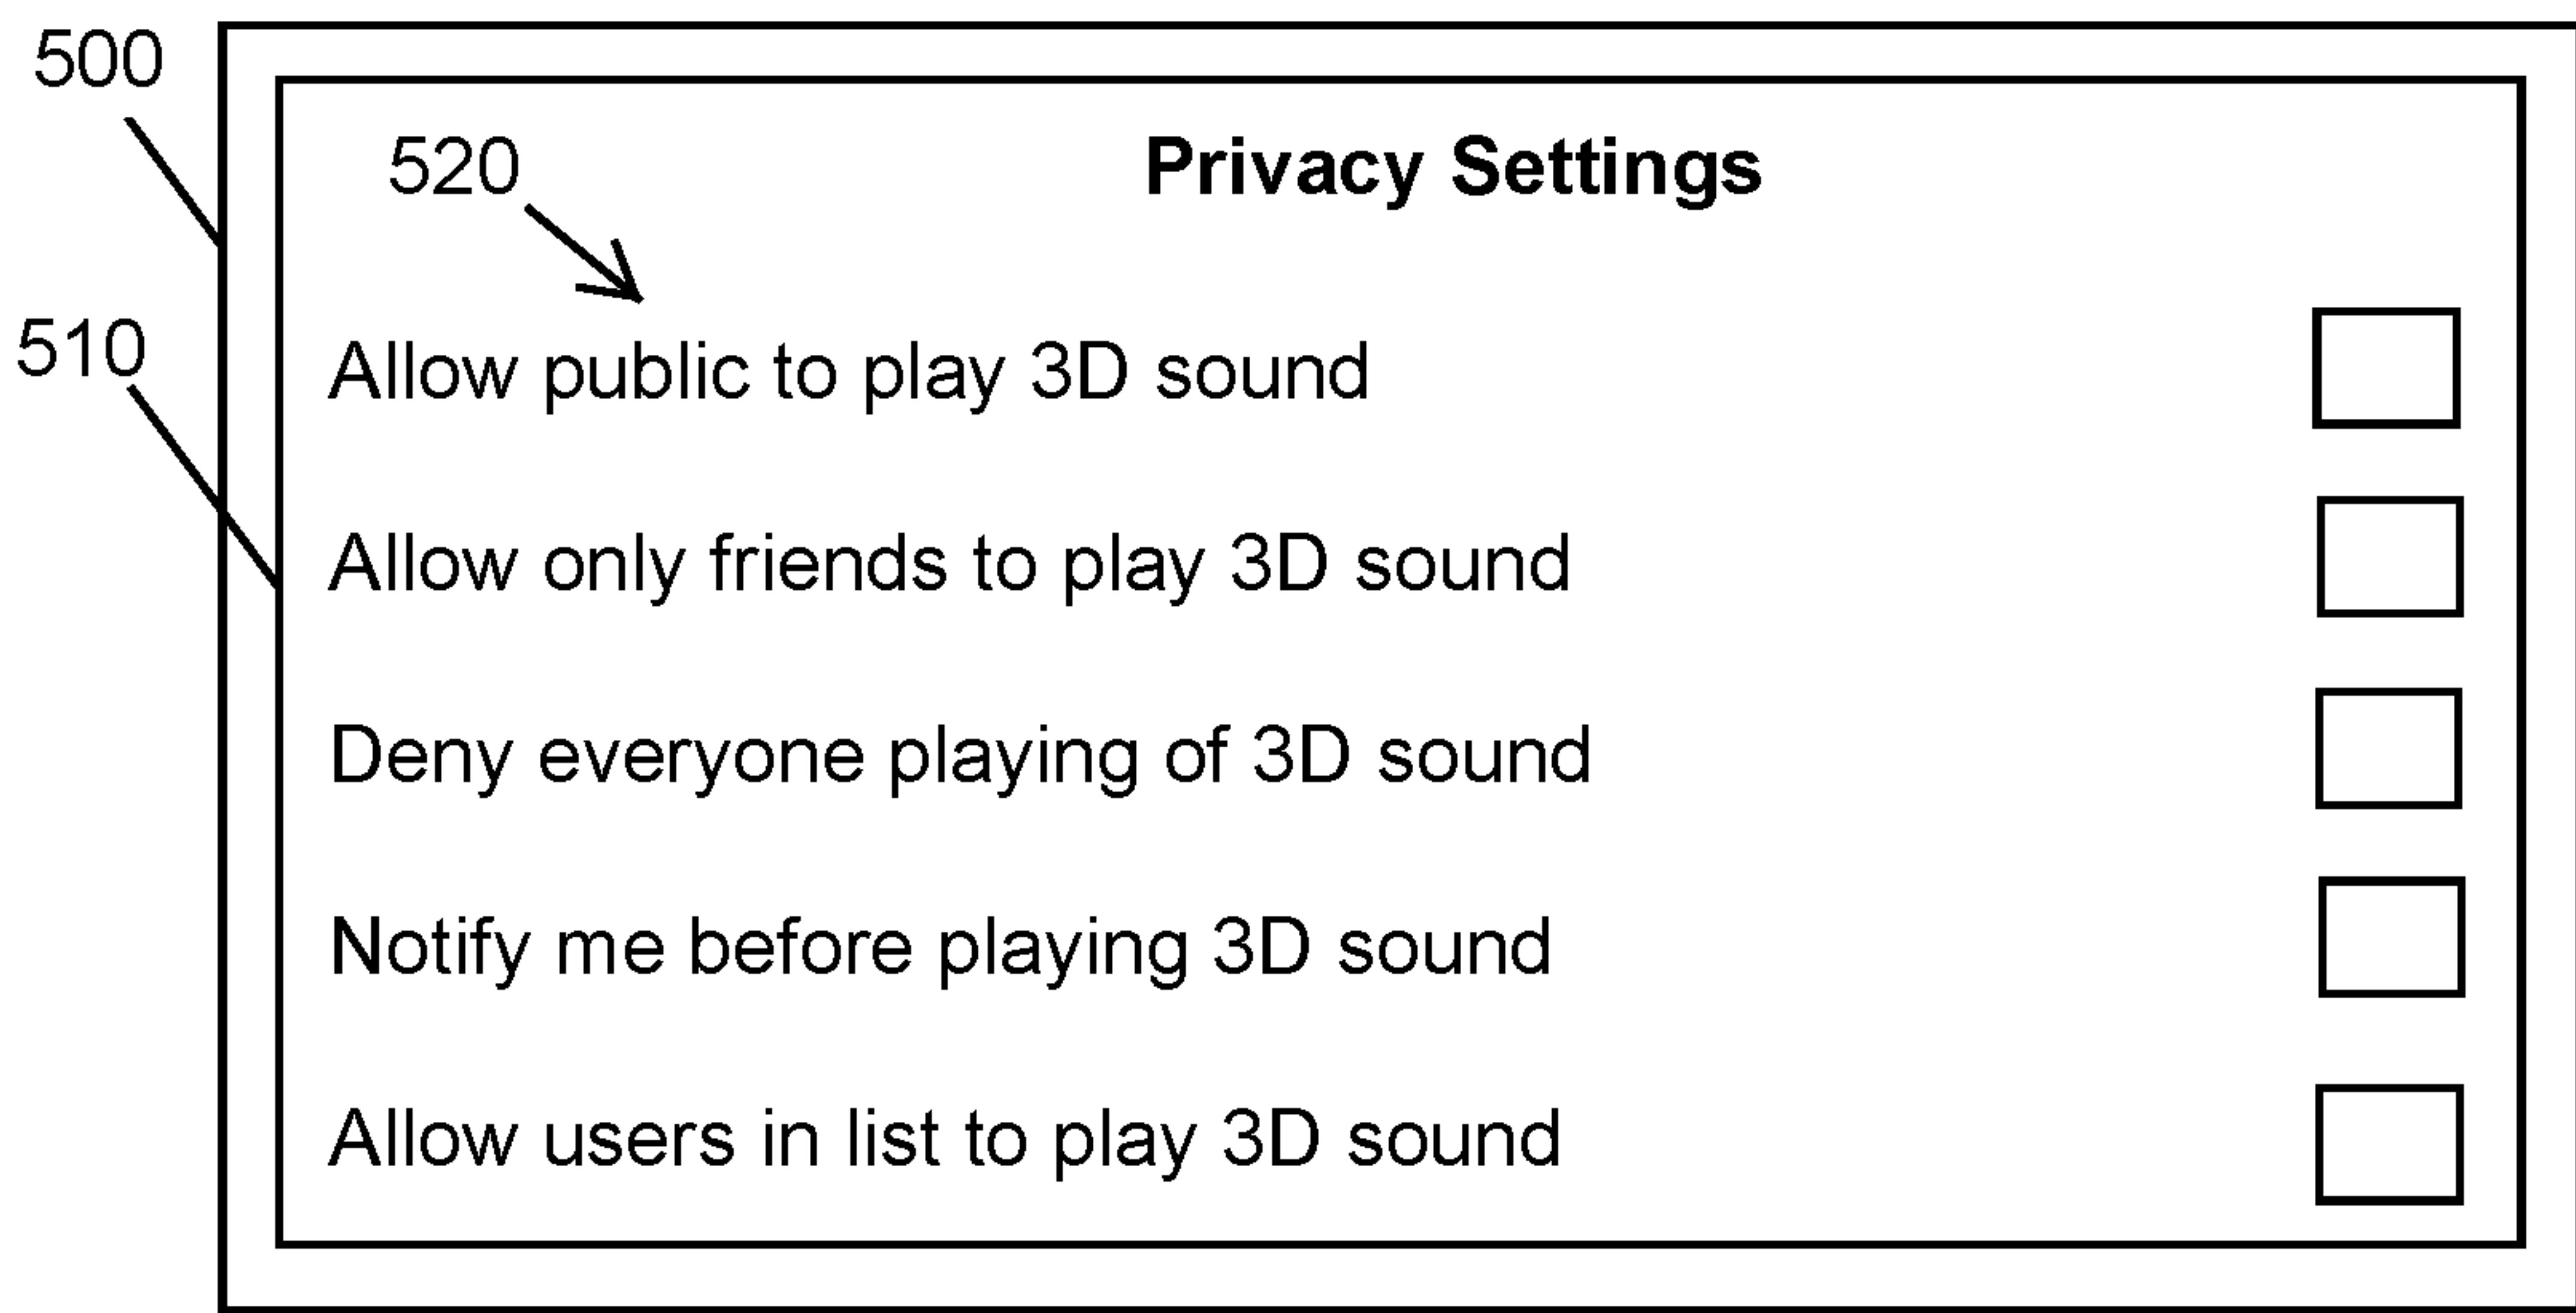 500
520
Privacy Settings
510
Allow public to play 3D sound
Allow only friends to play 3D sound
Deny everyone playing of 3D sound
Notify me before playing 3D sound
Allow users in list to play 3D sound